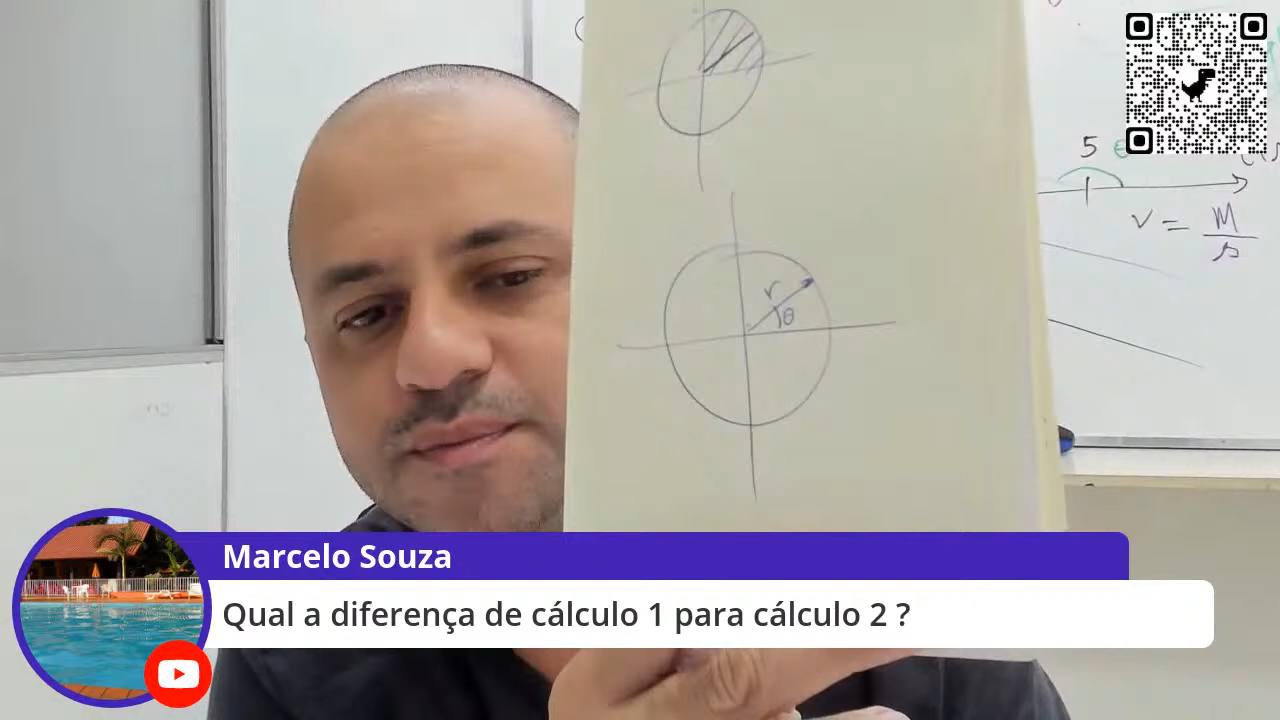 5
V = M/s
r
θ
Marcelo Souza
Qual a diferença de cálculo 1 para cálculo 2 ?